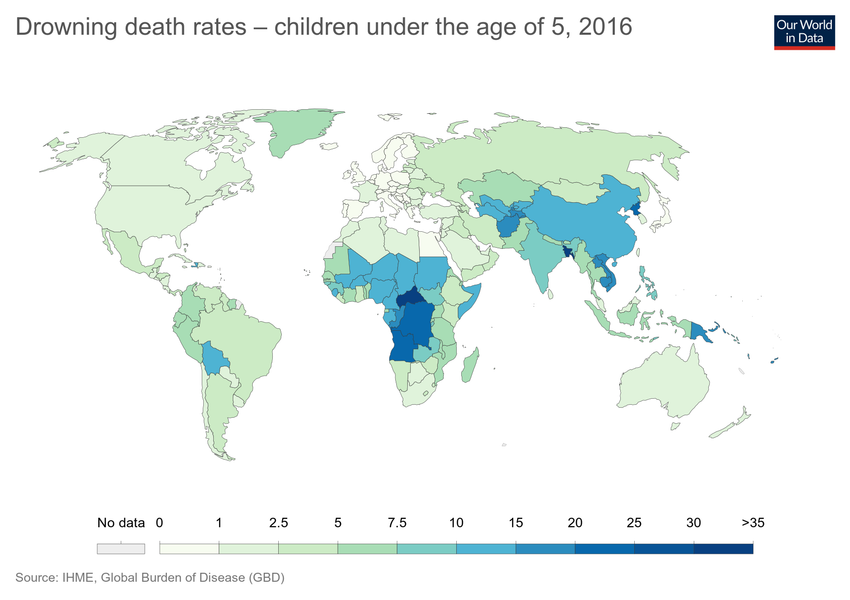 Drowning death rates – children under the age of 5, 2016
Our World
in Data
No data 0 1 2.5 5 7.5 10 15 20 25 30 >35
Source: IHME, Global Burden of Disease (GBD)